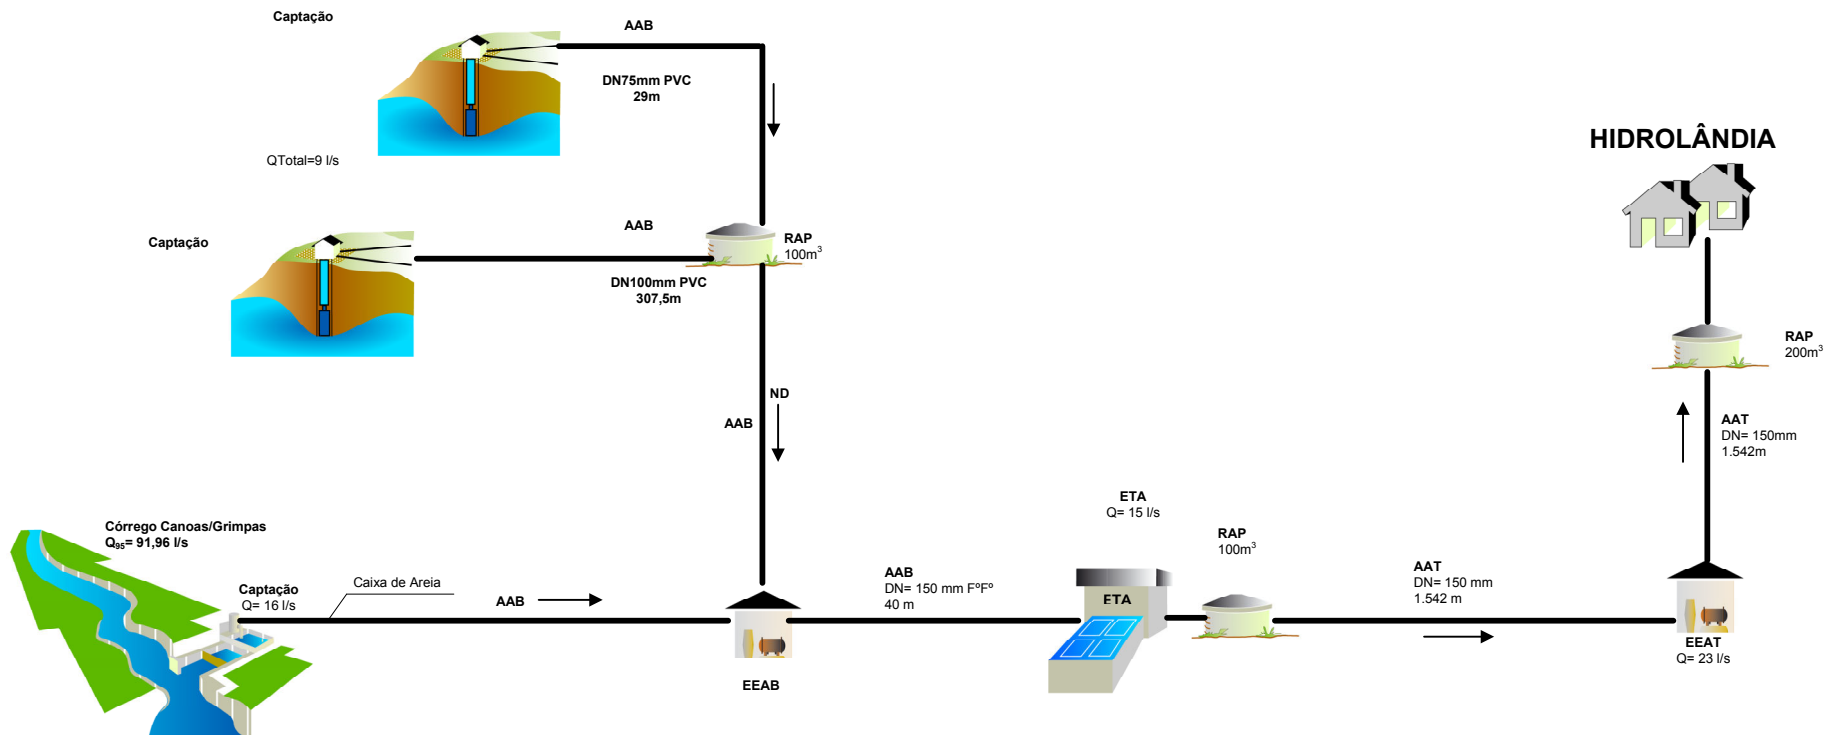 Captação
AAB
DN75mm PVC
29m
QTotal=9 l/s
HIDROLÂNDIA
Captação
AAB
RAP
100m³
DN100mm PVC
307,5m
RAP
200m³
ND
AAB
AAT
DN= 150mm
1.542m
ETA
Q= 15 l/s
Córrego Canoas/Grimpas
Q₉₅= 91,96 l/s
RAP
100m³
Captação
Q= 16 l/s
Caixa de Areia
AAB
AAB
DN= 150 mm FºFº
40 m
ETA
AAT
DN= 150 mm
1.542 m
EEAB
EEAT
Q= 23 l/s